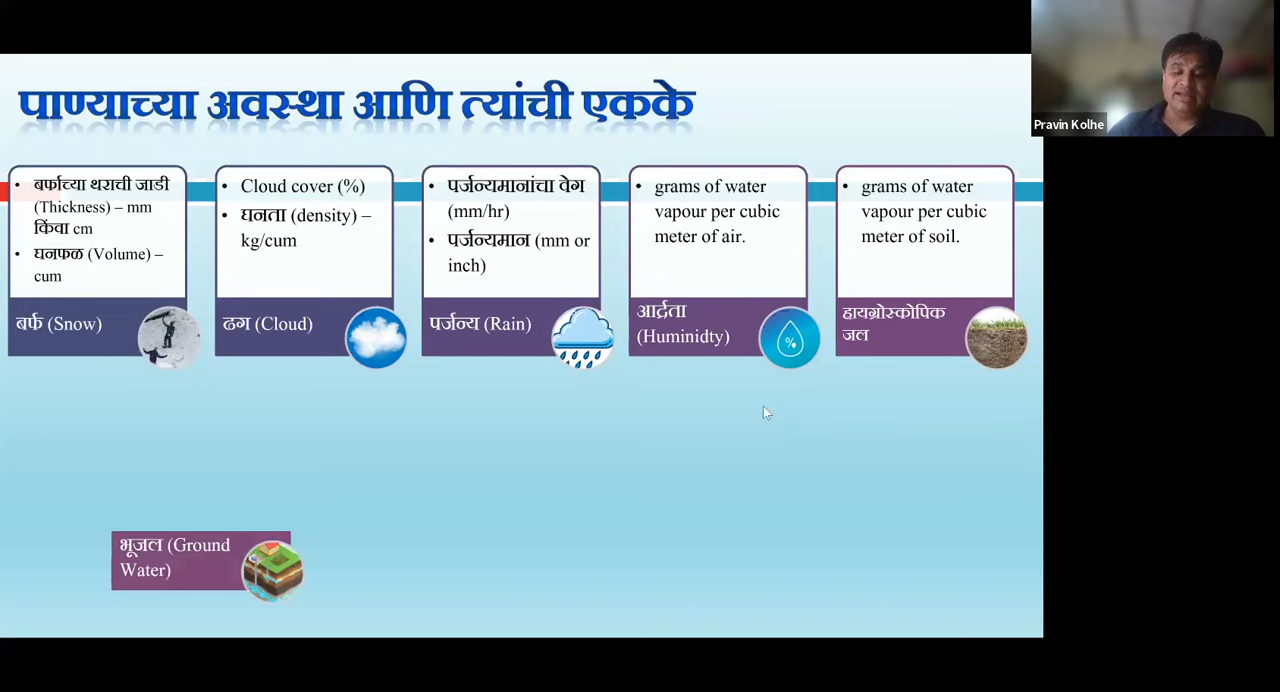 पाण्याच्या अवस्था आणि त्यांची एकके
Pravin Kolhe
• बर्फाच्या थराची जाडी
(Thickness) – mm
किंवा cm
• घनफळ (Volume) –
cum
बर्फ (Snow)
• Cloud cover (%)
• घनता (density) –
kg/cum
ढग (Cloud)
• पर्जन्यमानांचा वेग
(mm/hr)
• पर्जन्यमान (mm or
inch)
पर्जन्य (Rain)
• grams of water
vapour per cubic
meter of air.
आर्द्रता
(Huminidty)
%
• grams of water
vapour per cubic
meter of soil.
हायग्रोस्कोपिक
जल
भूजल (Ground
Water)